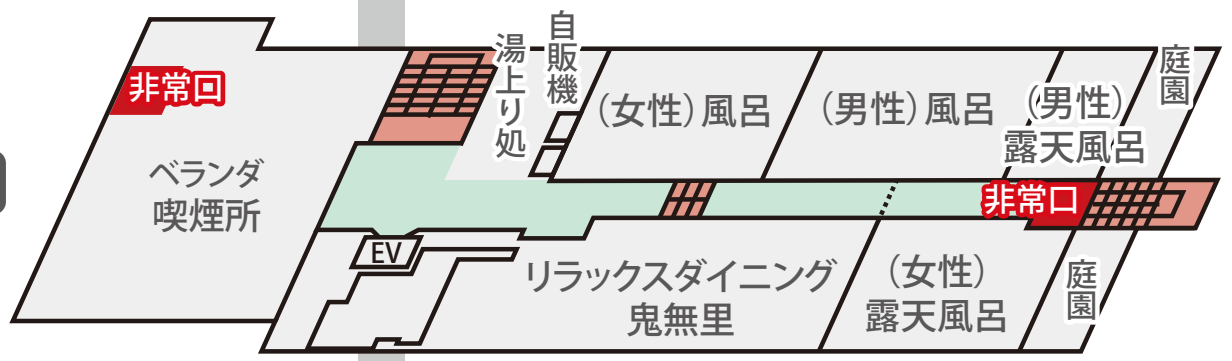 非常回
ベランダ
喫煙所
湯上り処
自販機
(女性)風呂
(男性)風呂
(男性)
露天風呂
庭園
非常口
EV
リラックスダイニング
鬼無里
(女性)
露天風呂
庭園